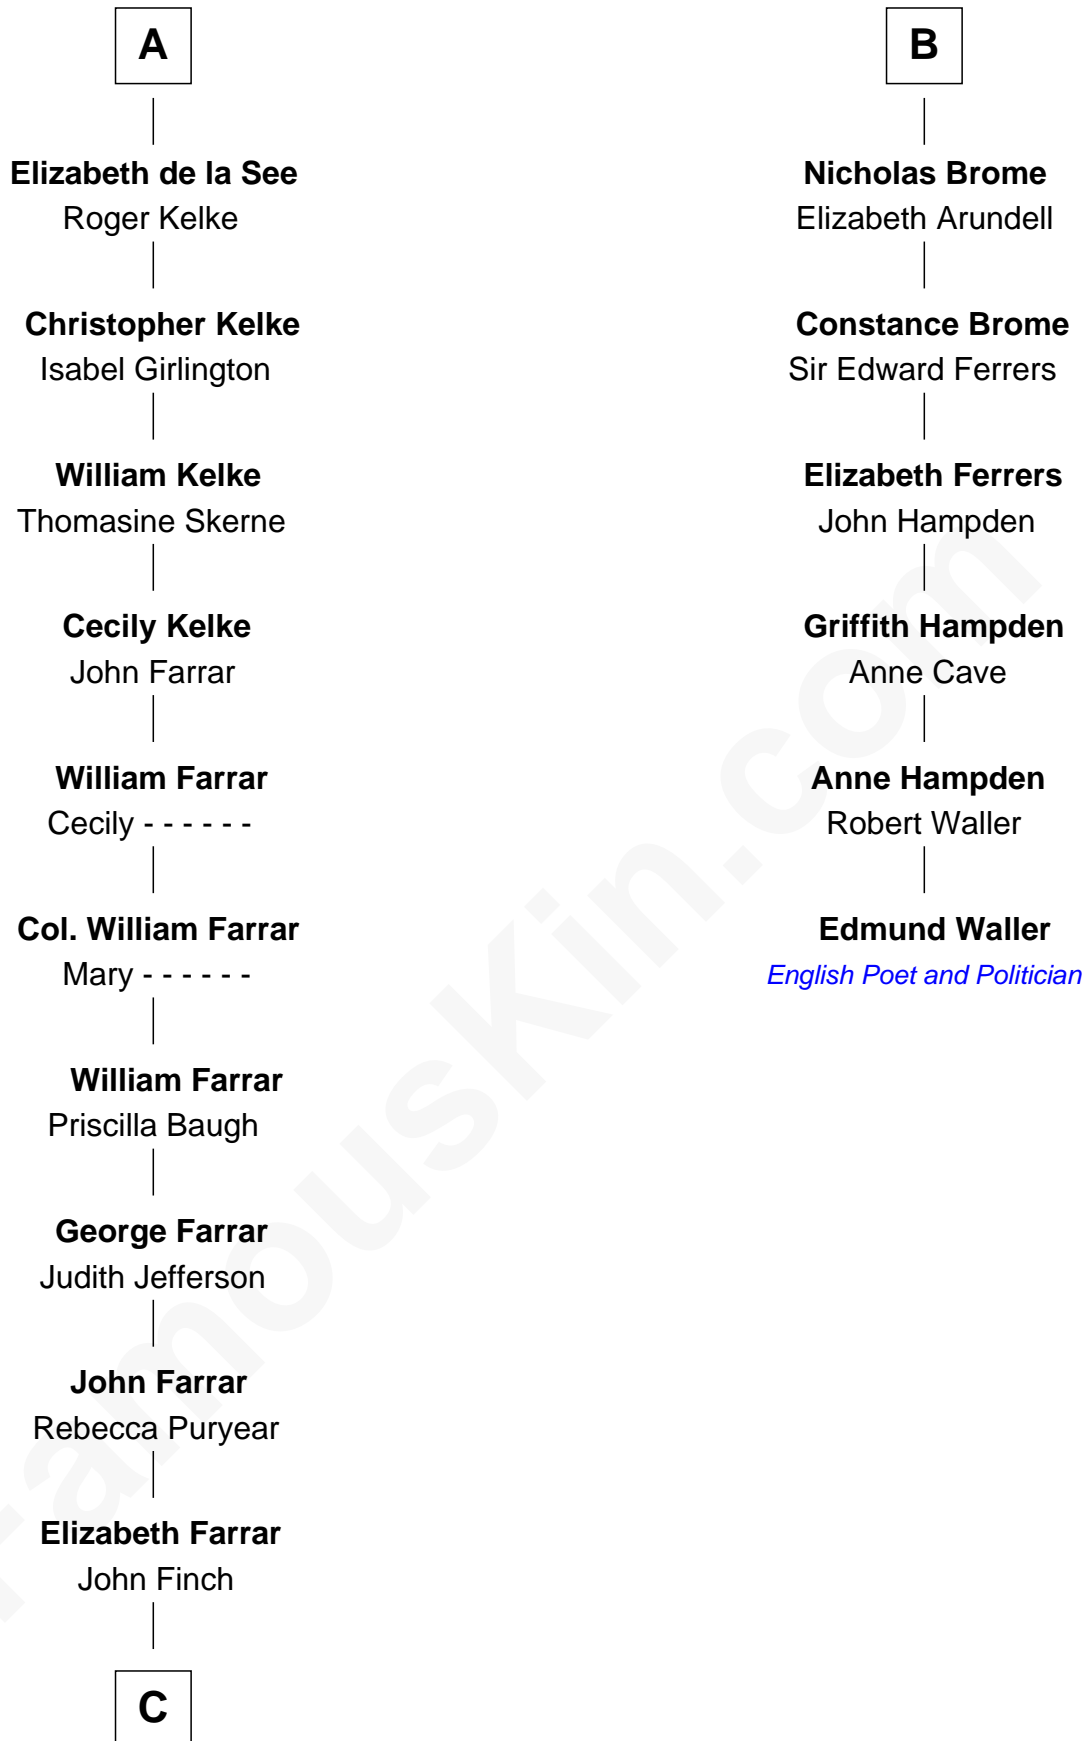 A
Elizabeth de la See
Roger Kelke
Christopher Kelke
Isabel Girlington
William Kelke
Thomasine Skerne
Cecily Kelke
John Farrar
William Farrar
Cecily - - - - - -
Col. William Farrar
Mary - - - - - -
William Farrar
Priscilla Baugh
George Farrar
Judith Jefferson
John Farrar
Rebecca Puryear
Elizabeth Farrar
John Finch
C
B
Nicholas Brome
Elizabeth Arundell
Constance Brome
Sir Edward Ferrers
Elizabeth Ferrers
John Hampden
Griffith Hampden
Anne Cave
Anne Hampden
Robert Waller
Edmund Waller
English Poet and Politician
FamousKin.com